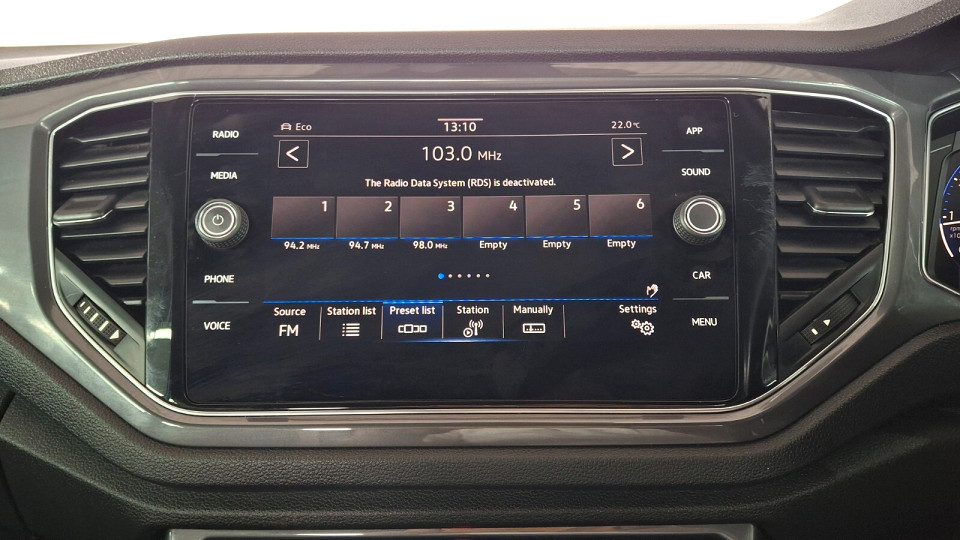 RADIO
MEDIA
PHONE
VOICE
Eco
13:10
22.0°C
103.0 MHz
The Radio Data System (RDS) is deactivated.
1 2 3 4 5 6
94.2 MHz 94.7 MHz 98.0 MHz Empty Empty Empty
Source Station list Preset list Station Manually Settings
FM
APP
SOUND
CAR
MENU